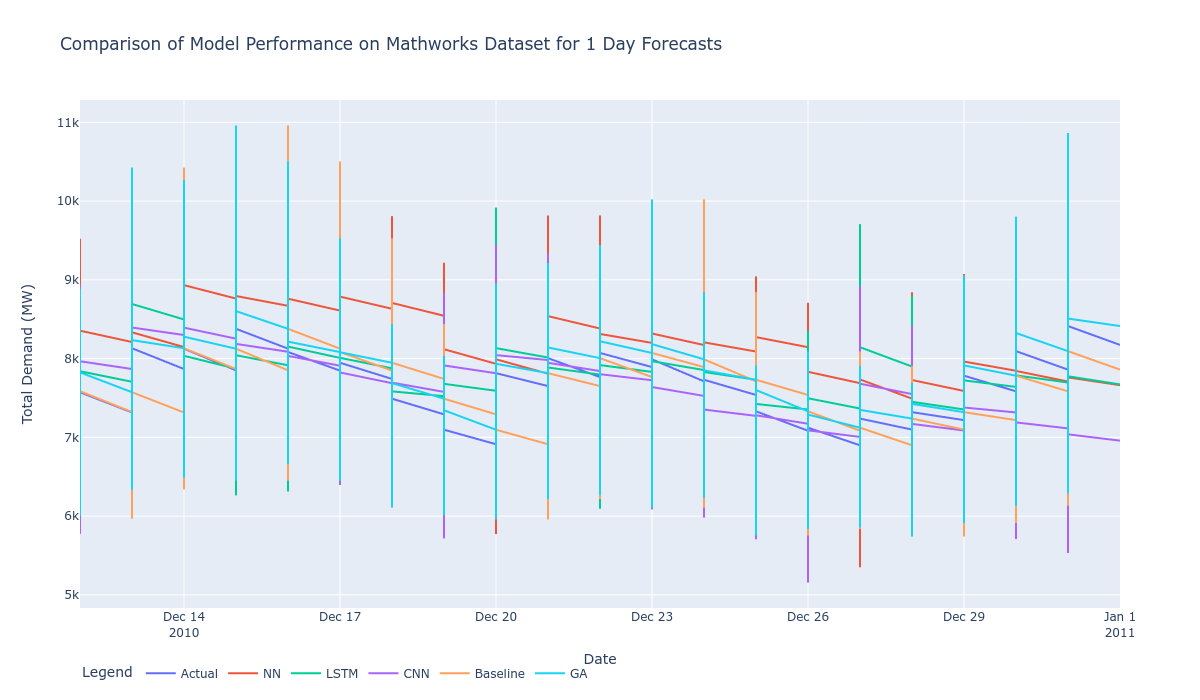 Comparison of Model Performance on Mathworks Dataset for 1 Day Forecasts
11k
10k
9k
8k
7k
6k
5k
Total Demand (MW)
Dec 14 Dec 17 Dec 20 Dec 23 Dec 26 Dec 29 Jan 1
2010 2011
Date
Legend Actual NN LSTM CNN Baseline GA